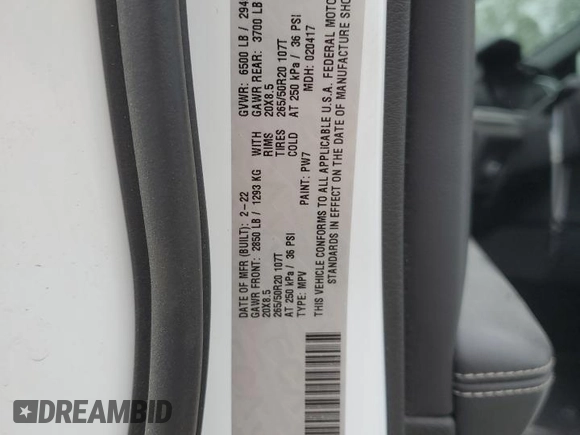 DATE OF MFR (BUILT): 2-22 GVWR: 6500 LB / 294
GAWR FRONT: 2850 LB / 1293 KG WITH GAWR REAR: 3700 LB
20X8.5 RIMS 20X8.5
265/50R20 107T TIRES 265/50R20 107T
AT 250 kPa / 36 PSI COLD AT 250 kPa / 36 PSI
TYPE: MPV PAINT: PW7 MDH: 020417
THIS VEHICLE CONFORMS TO ALL APPLICABLE U.S.A. FEDERAL MOTO
STANDARDS IN EFFECT ON THE DATE OF MANUFACTURE SHO
DREAMBID